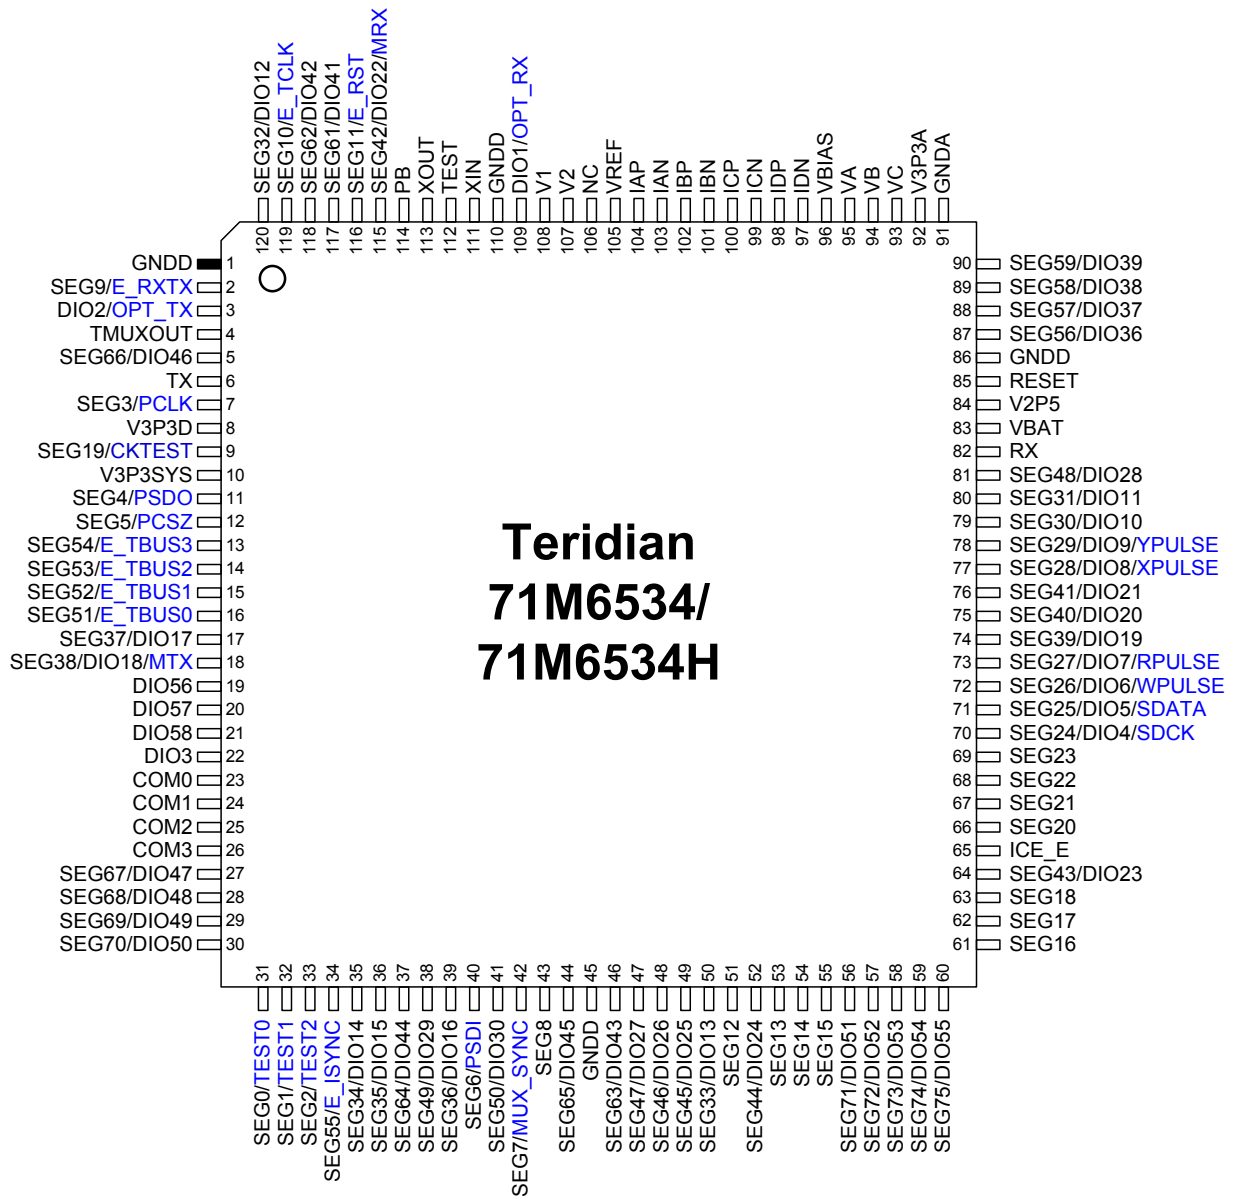 SEG32/DIO12
SEG10/E_TCLK
SEG62/DIO42
SEG61/DIO41
SEG11/E_RST
SEG42/DIO22/MRX
PB
XOUT
TEST
XIN
GNDD
DIO1/OPT_RX
V1
V2
NC
VREF
IAP
IAN
IBP
IBN
ICP
ICN
IDP
IDN
VBIAS
VA
VB
VC
V3P3A
GNDA
120
119
118
117
116
115
114
113
112
111
110
109
108
107
106
105
104
103
102
101
100
99
98
97
96
95
94
93
92
91
GNDD 1
SEG9/E_RXTX 2
DIO2/OPT_TX 3
TMUXOUT 4
SEG66/DIO46 5
TX 6
SEG3/PCLK 7
V3P3D 8
SEG19/CKTEST 9
V3P3SYS 10
SEG4/PSDO 11
SEG5/PCSZ 12
SEG54/E_TBUS3 13
SEG53/E_TBUS2 14
SEG52/E_TBUS1 15
SEG51/E_TBUS0 16
SEG37/DIO17 17
SEG38/DIO18/MTX 18
DIO56 19
DIO57 20
DIO58 21
DIO3 22
COM0 23
COM1 24
COM2 25
COM3 26
SEG67/DIO47 27
SEG68/DIO48 28
SEG69/DIO49 29
SEG70/DIO50 30
Teridian
71M6534/
71M6534H
90 SEG59/DIO39
89 SEG58/DIO38
88 SEG57/DIO37
87 SEG56/DIO36
86 GNDD
85 RESET
84 V2P5
83 VBAT
82 RX
81 SEG48/DIO28
80 SEG31/DIO11
79 SEG30/DIO10
78 SEG29/DIO9/YPULSE
77 SEG28/DIO8/XPULSE
76 SEG41/DIO21
75 SEG40/DIO20
74 SEG39/DIO19
73 SEG27/DIO7/RPULSE
72 SEG26/DIO6/WPULSE
71 SEG25/DIO5/SDATA
70 SEG24/DIO4/SDCK
69 SEG23
68 SEG22
67 SEG21
66 SEG20
65 ICE_E
64 SEG43/DIO23
63 SEG18
62 SEG17
61 SEG16
31
32
33
34
35
36
37
38
39
40
41
42
43
44
45
46
47
48
49
50
51
52
53
54
55
56
57
58
59
60
SEG0/TEST0
SEG1/TEST1
SEG2/TEST2
SEG55/E_ISYNC
SEG34/DIO14
SEG35/DIO15
SEG64/DIO44
SEG49/DIO29
SEG36/DIO16
SEG6/PSDI
SEG50/DIO30
SEG7/MUX_SYNC
SEG8
SEG65/DIO45
GNDD
SEG63/DIO43
SEG47/DIO27
SEG46/DIO26
SEG45/DIO25
SEG33/DIO13
SEG12
SEG44/DIO24
SEG13
SEG14
SEG15
SEG71/DIO51
SEG72/DIO52
SEG73/DIO53
SEG74/DIO54
SEG75/DIO55